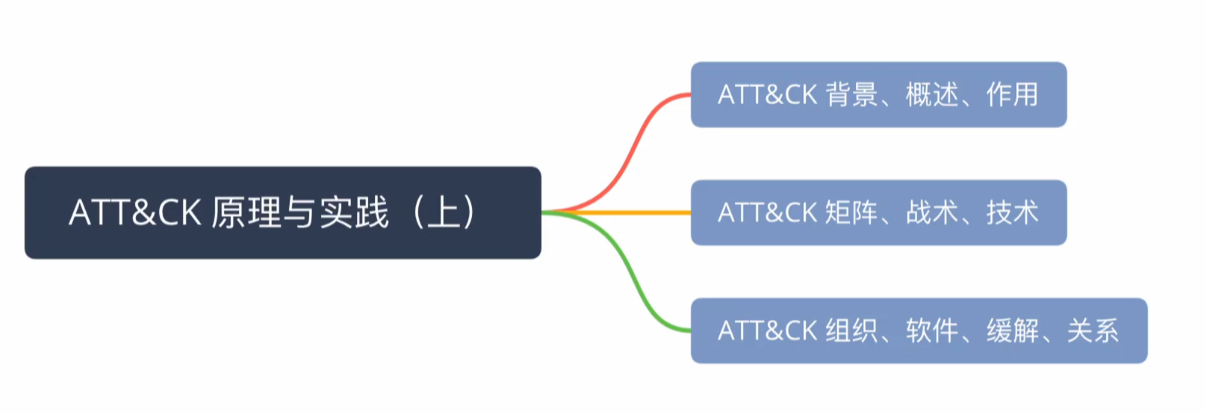 ATT&CK 原理与实践（上）
ATT&CK 背景、概述、作用
ATT&CK 矩阵、战术、技术
ATT&CK 组织、软件、缓解、关系